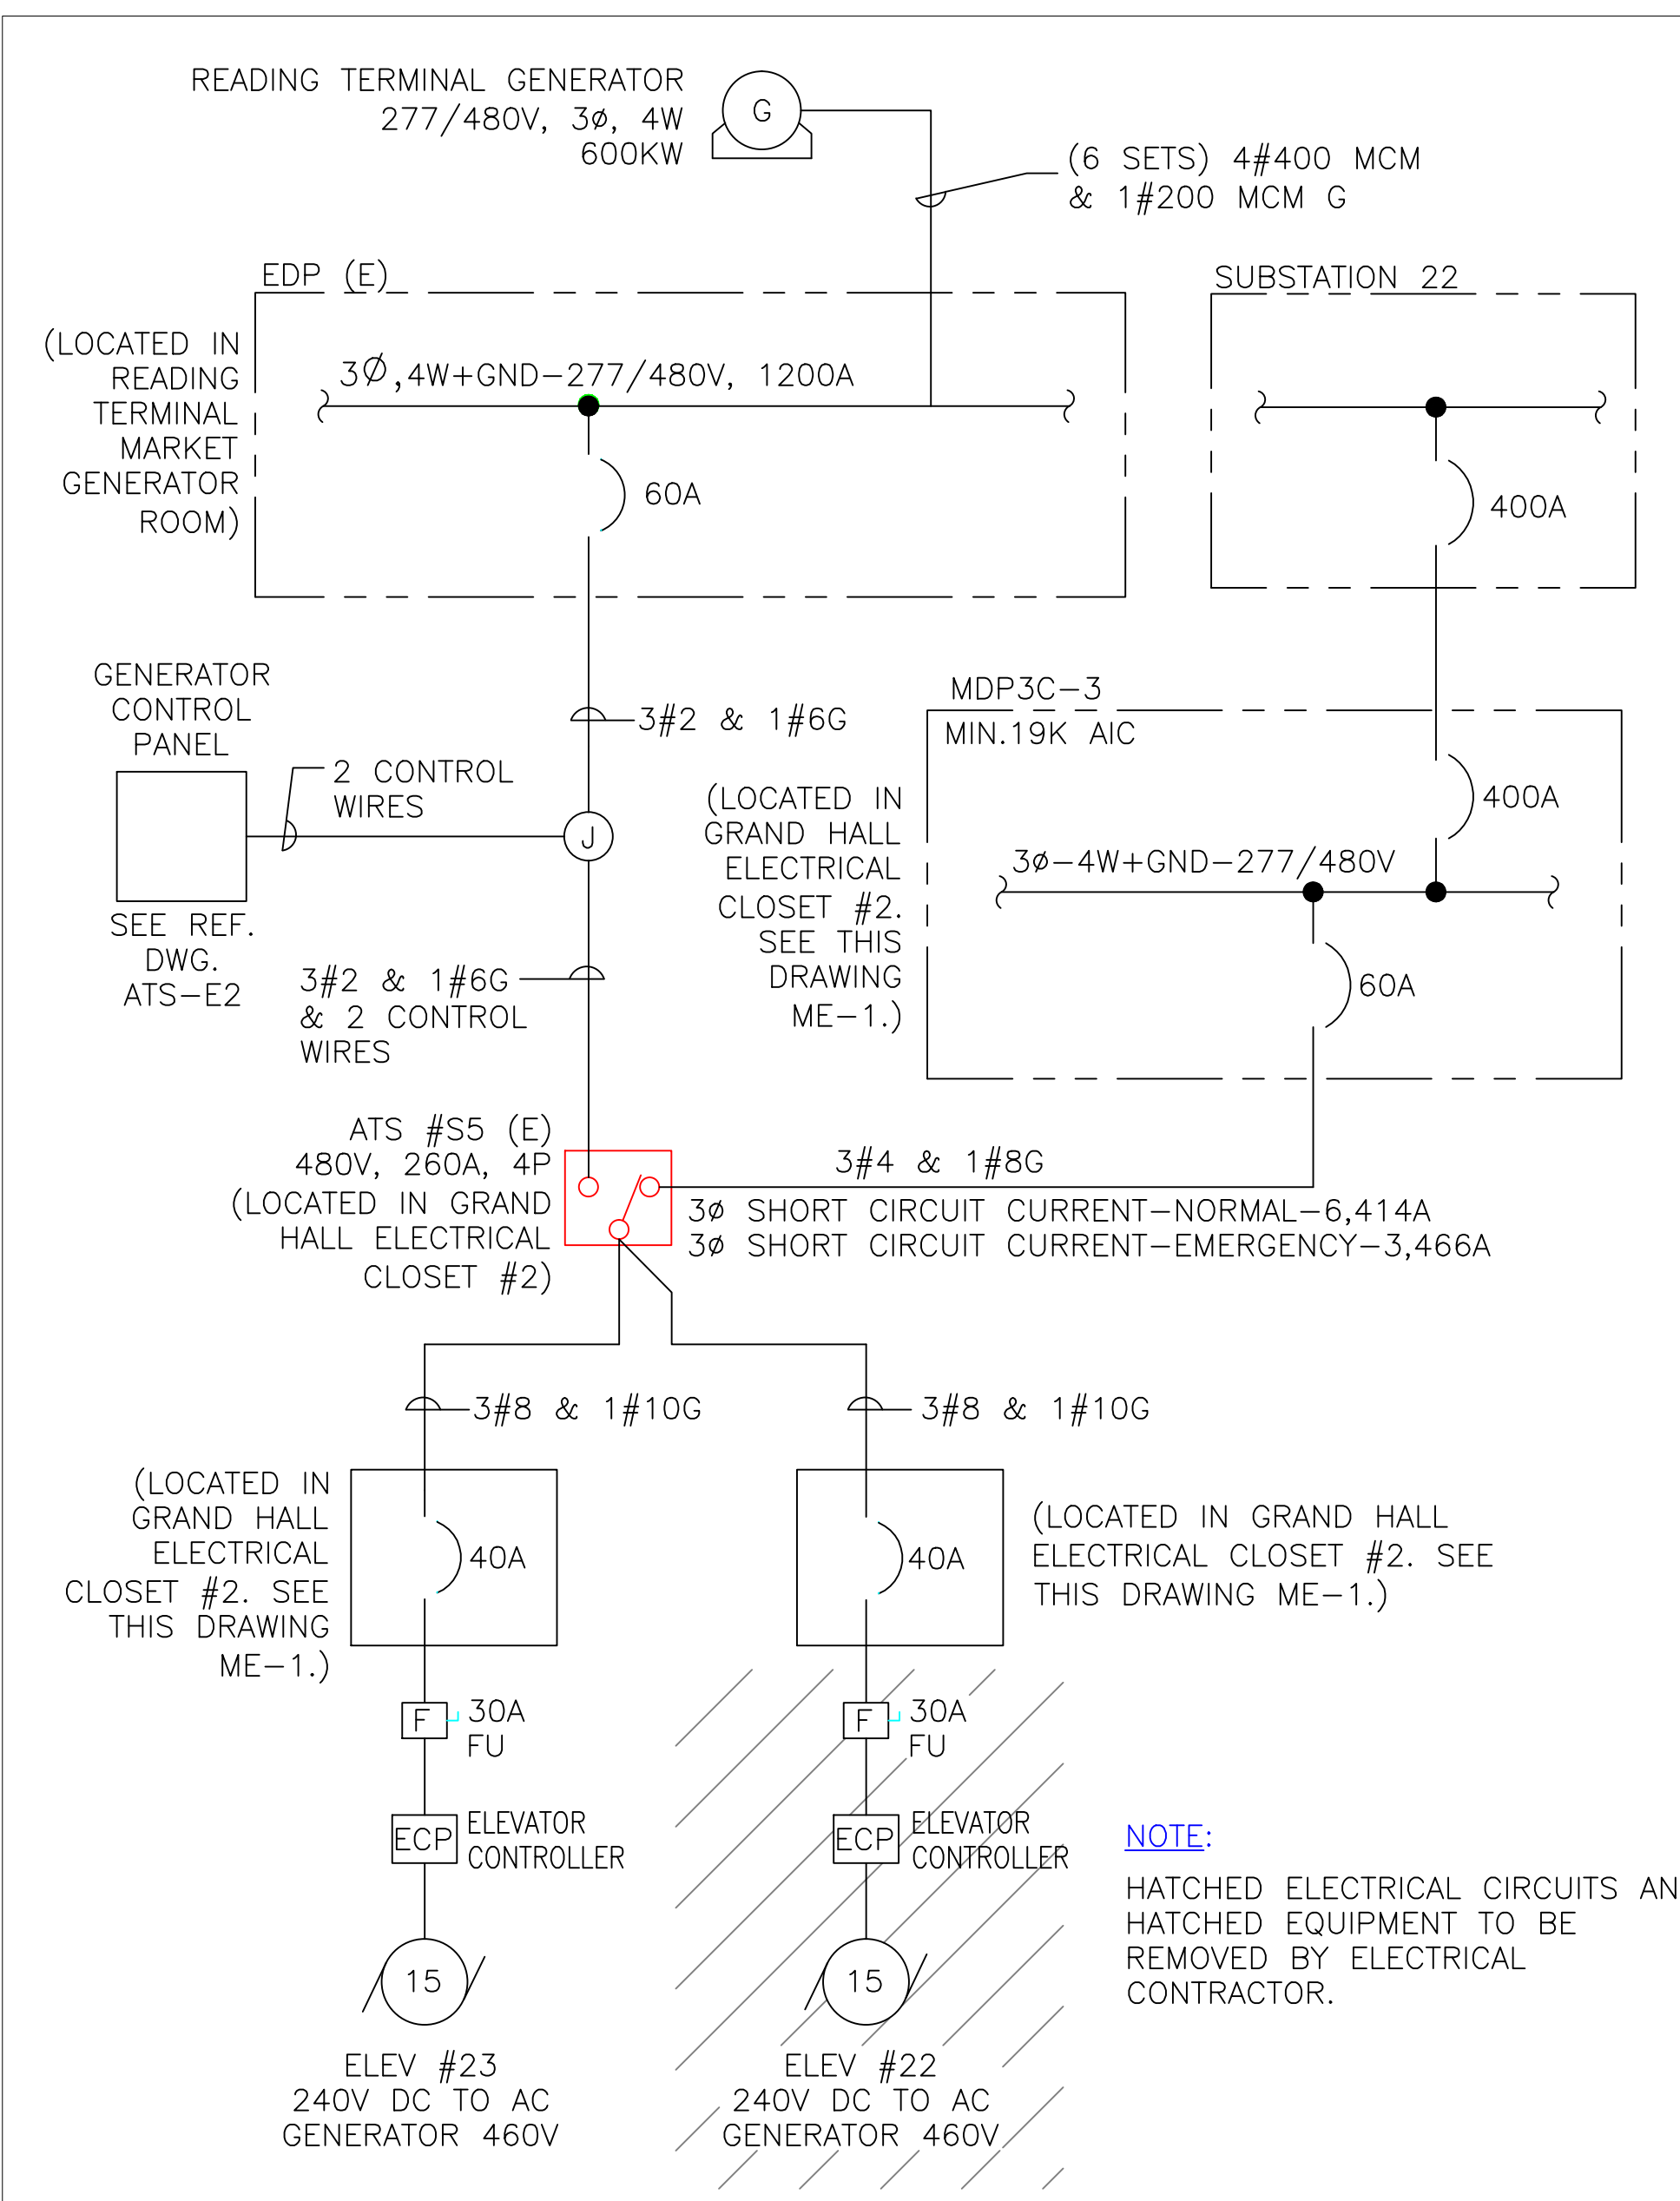 READING TERMINAL GENERATOR
277/480V, 3ø, 4W
600KW
G
(6 SETS) 4#400 MCM
& 1#200 MCM G
EDP (E)
(LOCATED IN
READING
TERMINAL
MARKET
GENERATOR
ROOM)
3Ø,4W+GND-277/480V, 1200A
60A
SUBSTATION 22
400A
GENERATOR
CONTROL
PANEL
SEE REF.
DWG.
ATS-E2
2 CONTROL
WIRES
3#2 & 1#6G
J
3#2 & 1#6G
& 2 CONTROL
WIRES
MDP3C-3
MIN.19K AIC
(LOCATED IN
GRAND HALL
ELECTRICAL
CLOSET #2.
SEE THIS
DRAWING
ME-1.)
400A
3ø-4W+GND-277/480V
60A
ATS #S5 (E)
480V, 260A, 4P
(LOCATED IN GRAND
HALL ELECTRICAL
CLOSET #2)
3#4 & 1#8G
3ø SHORT CIRCUIT CURRENT-NORMAL-6,414A
3ø SHORT CIRCUIT CURRENT-EMERGENCY-3,466A
3#8 & 1#10G
3#8 & 1#10G
(LOCATED IN
GRAND HALL
ELECTRICAL
CLOSET #2. SEE
THIS DRAWING
ME-1.)
40A
40A
(LOCATED IN GRAND HALL
ELECTRICAL CLOSET #2. SEE
THIS DRAWING ME-1.)
F
30A
FU
F
30A
FU
ECP
ELEVATOR
CONTROLLER
ECP
ELEVATOR
CONTROLLER
15
15
ELEV #23
240V DC TO AC
GENERATOR 460V
ELEV #22
240V DC TO AC
GENERATOR 460V
NOTE:
HATCHED ELECTRICAL CIRCUITS AN
HATCHED EQUIPMENT TO BE
REMOVED BY ELECTRICAL
CONTRACTOR.